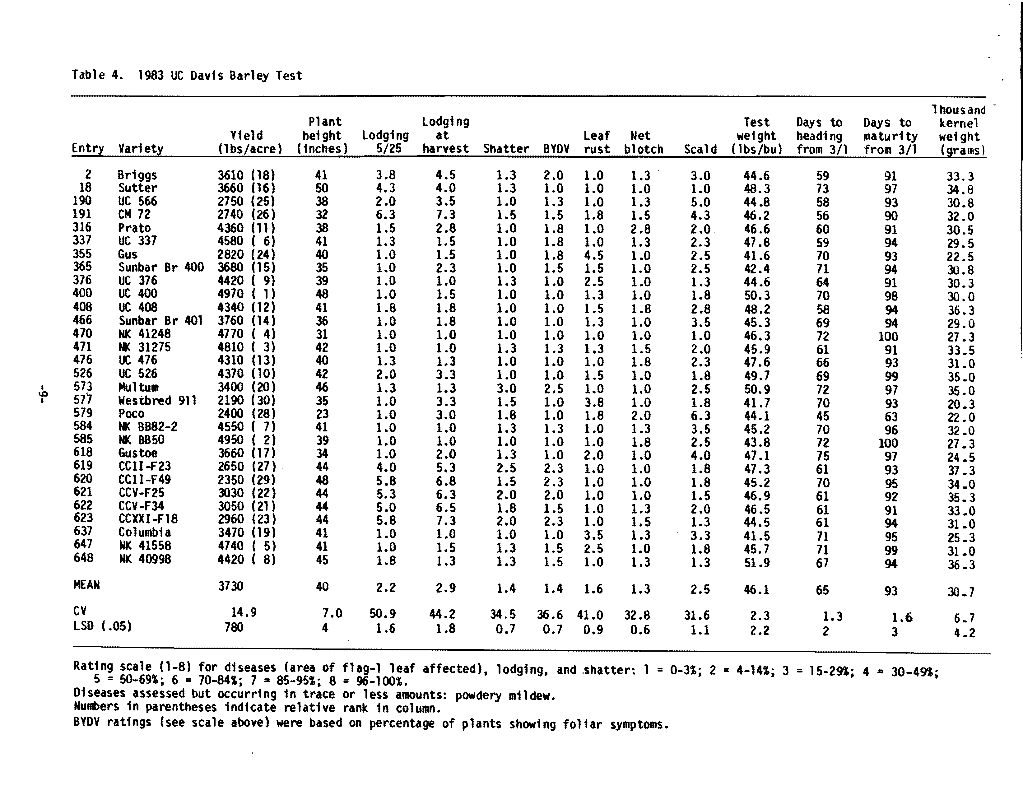 Table 4. 1983 UC Davis Barley Test
Thousand
Plant Lodging Test Days to Days to kernel
Yield height Lodging at Leaf Net weight heading maturity weight
Entry Variety (lbs/acre) (inches) 5/25 harvest Shatter BYDV rust blotch Scald (lbs/bu) from 3/1 from 3/1 (grams)
2 Briggs 3610 (18) 41 3.8 4.5 1.3 2.0 1.0 1.3 3.0 44.6 59 91 33.3
18 Sutter 3660 (16) 50 4.3 4.0 1.3 1.0 1.0 1.0 1.0 48.3 73 97 34.8
190 UC 566 2750 (25) 38 2.0 3.5 1.0 1.3 1.0 1.3 5.0 44.8 58 93 30.8
191 CM 72 2740 (26) 32 6.3 7.3 1.5 1.5 1.8 1.5 4.3 46.2 56 90 32.0
316 Prato 4360 (11) 38 1.5 2.8 1.0 1.8 1.0 2.8 2.0 46.6 60 91 30.5
337 UC 337 4580 ( 6) 41 1.3 1.5 1.0 1.8 1.0 1.3 2.3 47.8 59 94 29.5
355 Gus 2820 (24) 40 1.0 1.5 1.0 1.8 4.5 1.0 2.5 41.6 70 93 22.5
365 Sunbar Br 400 3680 (15) 35 1.0 2.3 1.0 1.5 1.5 1.0 2.5 42.4 71 94 30.8
376 UC 376 4420 ( 9) 39 1.0 1.0 1.3 1.0 2.5 1.0 1.3 44.6 64 91 30.3
400 UC 400 4970 ( 1) 48 1.0 1.5 1.0 1.0 1.3 1.0 1.8 50.3 70 98 30.0
408 UC 408 4340 (12) 41 1.8 1.8 1.0 1.0 1.5 1.8 2.8 48.2 58 94 36.3
466 Sunbar Br 401 3760 (14) 36 1.0 1.8 1.0 1.0 1.3 1.0 3.5 45.3 69 94 29.0
470 NK 41248 4770 ( 4) 31 1.0 1.0 1.0 1.0 1.0 1.0 1.0 46.3 72 100 27.3
471 NK 31275 4810 ( 3) 42 1.0 1.0 1.3 1.3 1.3 1.5 2.0 45.9 61 91 33.5
476 UC 476 4310 (13) 40 1.3 1.3 1.0 1.0 1.0 1.8 2.3 47.6 66 93 31.0
526 UC 526 4370 (10) 42 2.0 3.3 1.0 1.0 1.5 1.0 1.8 49.7 69 99 35.0
573 Multum 3400 (20) 46 1.3 1.3 3.0 2.5 1.0 1.0 2.5 50.9 72 97 35.0
577 Westbred 911 2190 (30) 35 1.0 3.3 1.5 1.0 3.8 1.0 1.8 41.7 70 93 20.3
579 Poco 2400 (28) 23 1.0 3.0 1.8 1.0 1.8 2.0 6.3 44.1 45 63 22.0
584 NK BB82-2 4550 ( 7) 41 1.0 1.0 1.3 1.3 1.0 1.3 3.5 45.2 70 96 32.0
585 NK BB50 4950 ( 2) 39 1.0 1.0 1.0 1.0 1.0 1.8 2.5 43.8 72 100 27.3
618 Gustoe 3660 (17) 34 1.0 2.0 1.3 1.0 2.0 1.0 4.0 47.1 75 97 24.5
619 CCII-F23 2650 (27) 44 4.0 5.3 2.5 2.3 1.0 1.0 1.8 47.3 61 93 37.3
620 CCII-F49 2350 (29) 48 5.8 6.8 1.5 2.3 1.0 1.0 1.8 45.2 70 95 34.0
621 CCV-F25 3030 (22) 44 5.3 6.3 2.0 2.0 1.0 1.0 1.5 46.9 61 92 35.3
622 CCV-F34 3050 (21) 44 5.0 6.5 1.8 1.5 1.0 1.3 2.0 46.5 61 91 33.0
623 CCXXI-F18 2960 (23) 44 5.8 7.3 2.0 2.3 1.0 1.5 1.3 44.5 61 94 31.0
637 Columbia 3470 (19) 41 1.0 1.0 1.0 1.0 3.5 1.3 3.3 41.5 71 95 25.3
647 NK 41558 4740 ( 5) 41 1.0 1.5 1.3 1.5 2.5 1.0 1.8 45.7 71 99 31.0
648 NK 40998 4420 ( 8) 45 1.8 1.3 1.3 1.5 1.0 1.3 1.3 51.9 67 94 36.3
MEAN 3730 40 2.2 2.9 1.4 1.4 1.6 1.3 2.5 46.1 65 93 30.7
CV 14.9 7.0 50.9 44.2 34.5 36.6 41.0 32.8 31.6 2.3 1.3 1.6 6.7
LSD (.05) 780 4 1.6 1.8 0.7 0.7 0.9 0.6 1.1 2.2 2 3 4.2
Rating scale (1-8) for diseases (area of flag-1 leaf affected), lodging, and shatter: 1 = 0-3%; 2 = 4-14%; 3 = 15-29%; 4 = 30-49%;
5 = 50-69%; 6 = 70-84%; 7 = 85-95%; 8 = 96-100%.
Diseases assessed but occurring in trace or less amounts: powdery mildew.
Numbers in parentheses indicate relative rank in column.
BYDV ratings (see scale above) were based on percentage of plants showing foliar symptoms.
-9-